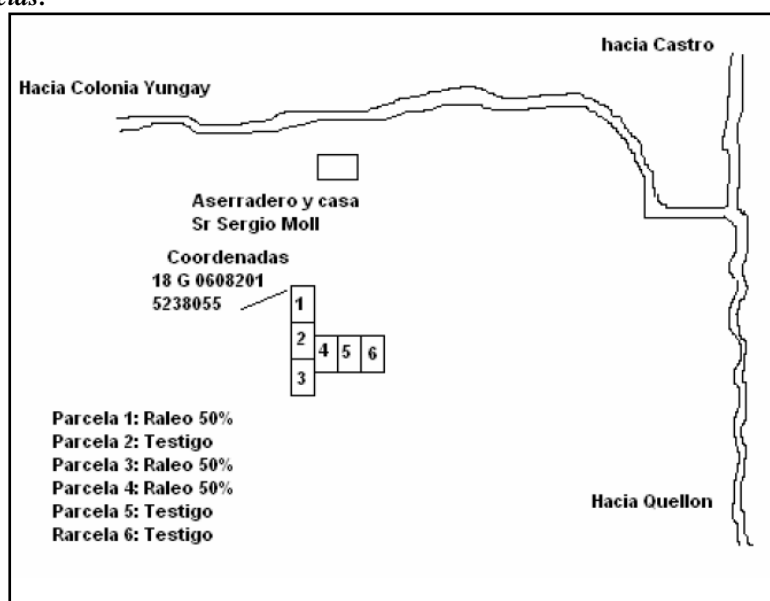 hacia Castro
Hacia Colonia Yungay
Aserradero y casa
Sr Sergio Moll
Coordenadas
18 G 0608201
5238055
1
2
3
4
5
6
Parcela 1: Raleo 50%
Parcela 2: Testigo
Parcela 3: Raleo 50%
Parcela 4: Raleo 50%
Parcela 5: Testigo
Rarcela 6: Testigo
Hacia Quellon